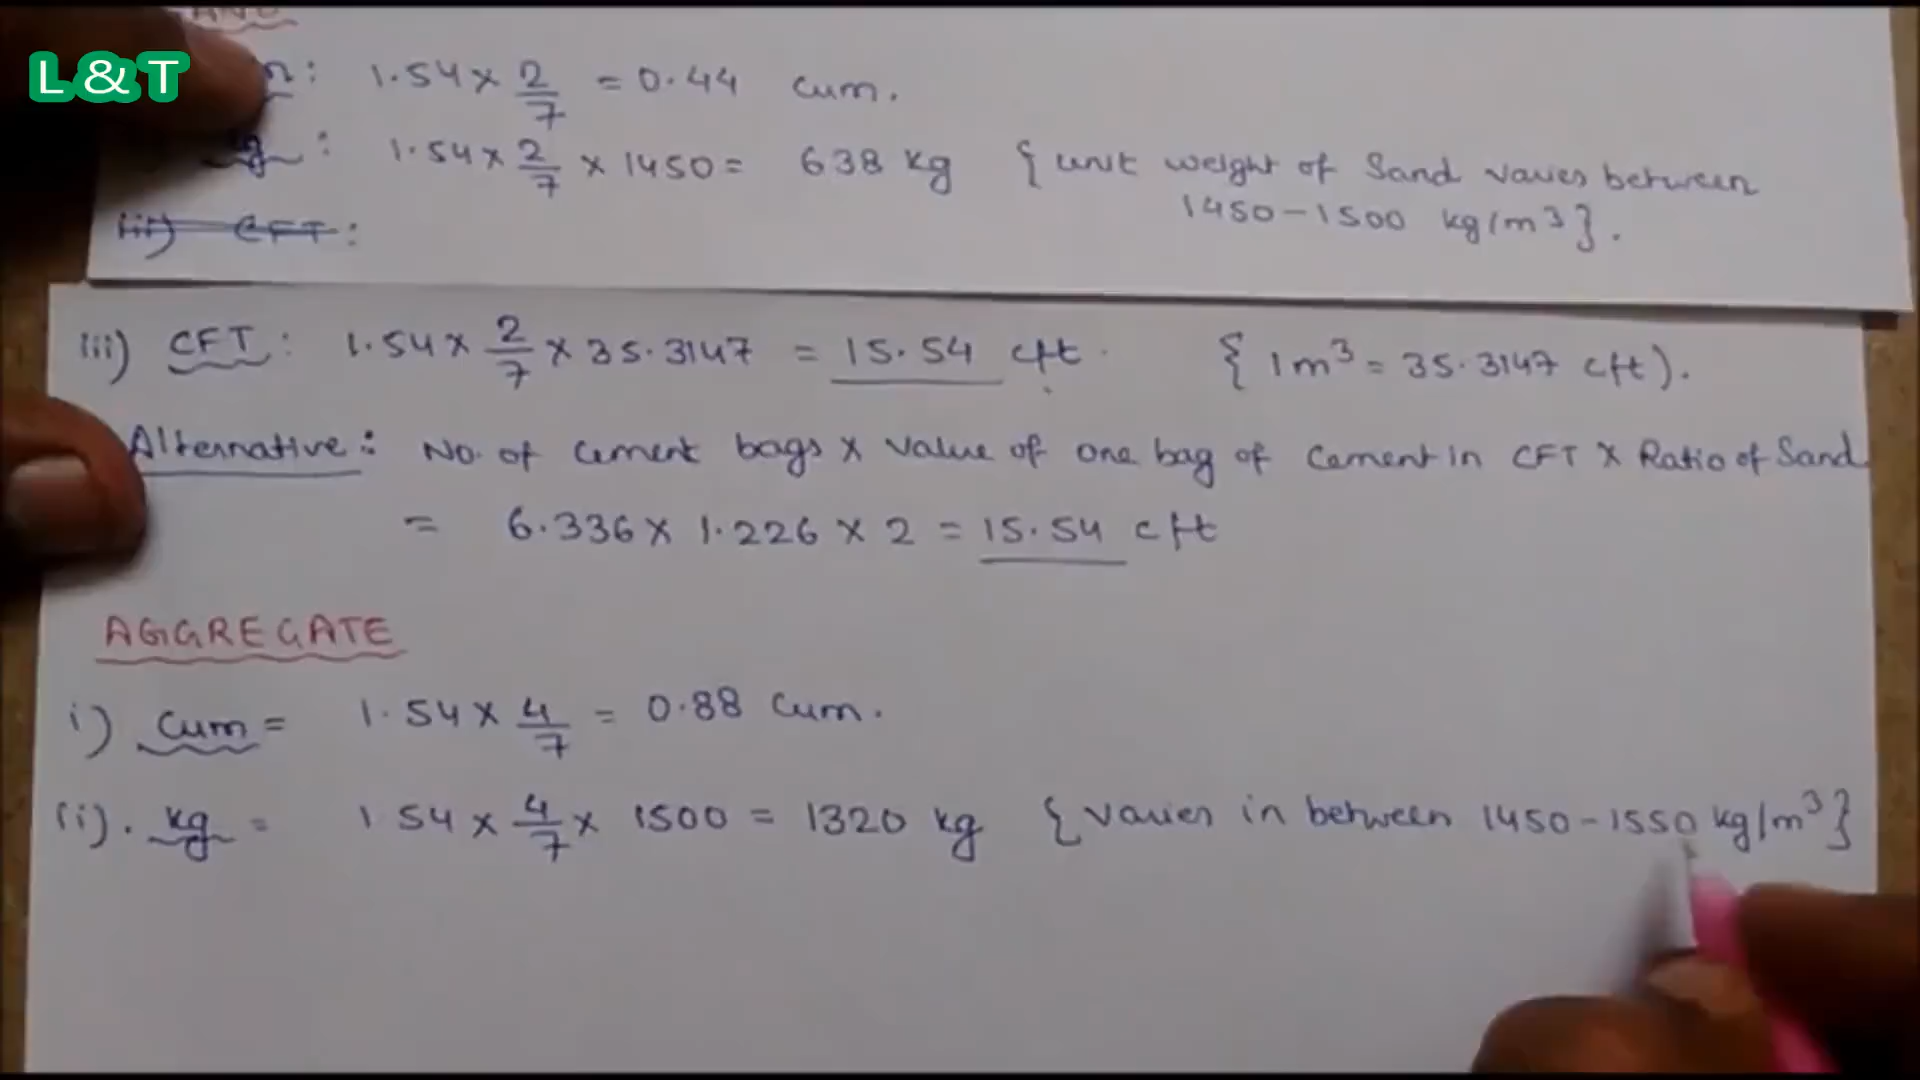 L&T
: 1.54 x 2/7 = 0.44 cum.
: 1.54 x 2/7 x 1450 = 638 kg { unit weight of Sand varies between
1450 - 1500 kg/m³}.
iii) CFT :
iii) CFT : 1.54 x 2/7 x 35.3147 = 15.54 cft. { 1m³ = 35.3147 cft).
Alternative : No. of cement bags x value of one bag of cement in CFT x Ratio of Sand
= 6.336 x 1.226 x 2 = 15.54 cft
AGGREGATE
i) Cum = 1.54 x 4/7 = 0.88 Cum.
(i). kg = 1.54 x 4/7 x 1500 = 1320 kg { varies in between 1450 - 1550 kg/m³}